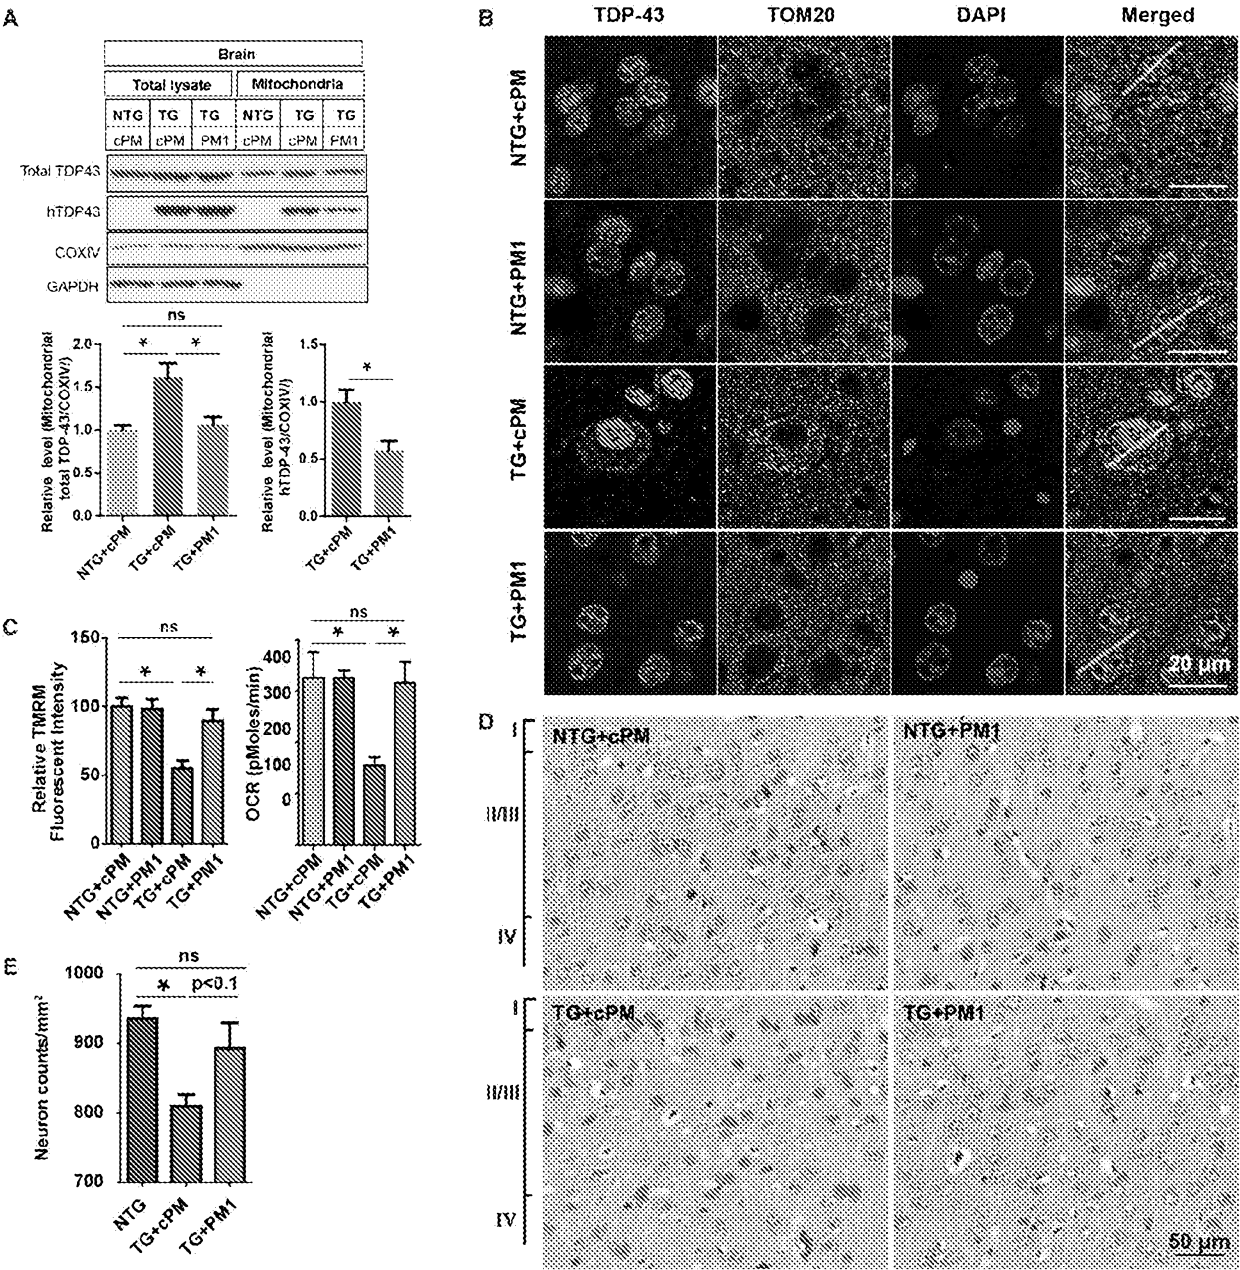 A
Brain
Total lysate Mitochondria
NTG TG TG NTG TG TG
cPM cPM PM1 cPM cPM PM1
Total TDP43
hTDP43
COXIV
GAPDH
Relative level (Mitochondrial
total TDP-43/COXIV/)
2.0
1.5
1.0
0.5
0.0
ns
* *
NTG+cPM
TG+cPM
TG+PM1
Relative level (Mitochondrial
hTDP-43/COXIV/)
1.5
1.0
0.5
0.0
*
TG+cPM
TG+PM1
B
TDP-43 TOM20 DAPI Merged
NTG+cPM
NTG+PM1
TG+cPM
TG+PM1
20 µm
C
Relative TMRM
Fluorescent Intensity
150
100
50
0
ns
* *
NTG+cPM
NTG+PM1
TG+cPM
TG+PM1
OCR (pMoles/min)
400
300
200
100
0
ns
* *
NTG+cPM
NTG+PM1
TG+cPM
TG+PM1
D
I
II/III
IV
NTG+cPM NTG+PM1
I
II/III
IV
TG+cPM TG+PM1
50 µm
E
Neuron counts/mm²
1000
900
800
700
ns
* p<0.1
NTG
TG+cPM
TG+PM1